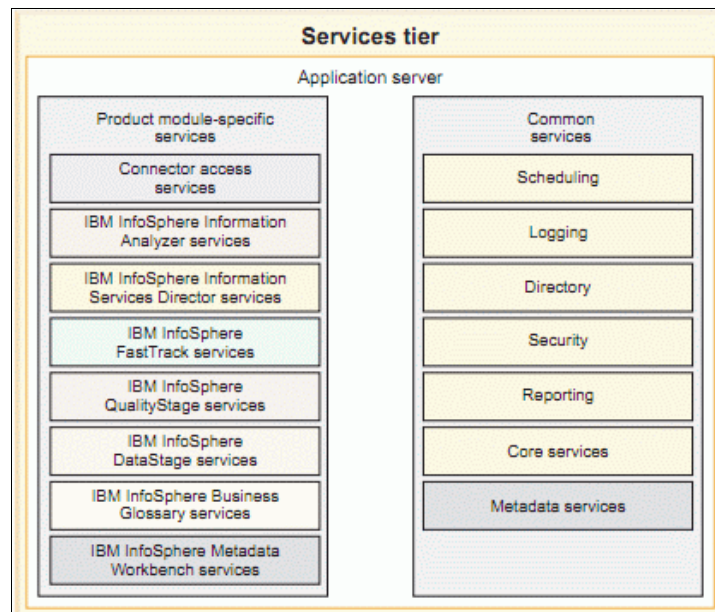 Services tier
Application server
Product module-specific
services
Connector access
services
IBM InfoSphere Information
Analyzer services
IBM InfoSphere Information
Services Director services
IBM InfoSphere
FastTrack services
IBM InfoSphere
QualityStage services
IBM InfoSphere
DataStage services
IBM InfoSphere Business
Glossary services
IBM InfoSphere Metadata
Workbench services
Common
services
Scheduling
Logging
Directory
Security
Reporting
Core services
Metadata services